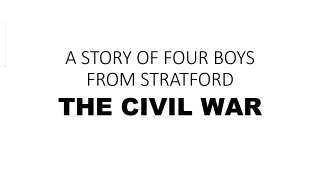 A STORY OF FOUR BOYS
FROM STRATFORD
THE CIVIL WAR